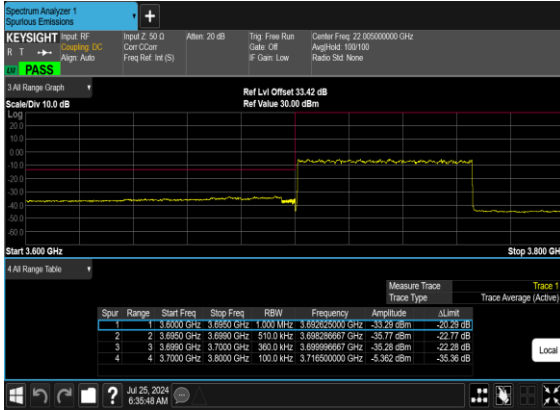 Spectrum Analyzer 1
Spurious Emissions
+
KEYSIGHT Input: RF Input Z: 50 Ω Atten: 20 dB Trig: Free Run Center Freq: 22.005000000 GHz
R T Coupling: DC Corr CCorr Gate: Off Avg|Hold: 100/100
Align: Auto Freq Ref: Int (S) IF Gain: Low Radio Std: None
PASS
3 All Range Graph
Ref Lvl Offset 33.42 dB
Scale/Div 10.0 dB Ref Value 30.00 dBm
Log
20.0
10.0
0.00
-10.0
-20.0
-30.0
-40.0
-50.0
-60.0
Start 3.600 GHz Stop 3.800 GH
4 All Range Table
Measure Trace Trace 1
Trace Type Trace Average (Active)
Spur Range Start Freq Stop Freq RBW Frequency Amplitude ΔLimit
1 1 3.6000 GHz 3.6950 GHz 1.000 MHz 3.692625000 GHz -33.29 dBm -20.29 dB
2 2 3.6950 GHz 3.6990 GHz 510.0 kHz 3.698286667 GHz -35.77 dBm -22.77 dB
3 3 3.6990 GHz 3.7000 GHz 360.0 kHz 3.699996667 GHz -35.28 dBm -22.28 dB
4 4 3.7000 GHz 3.8000 GHz 100.0 kHz 3.716500000 GHz -5.362 dBm -35.36 dB
Local
?
Jul 25, 2024
6:35:48 AM